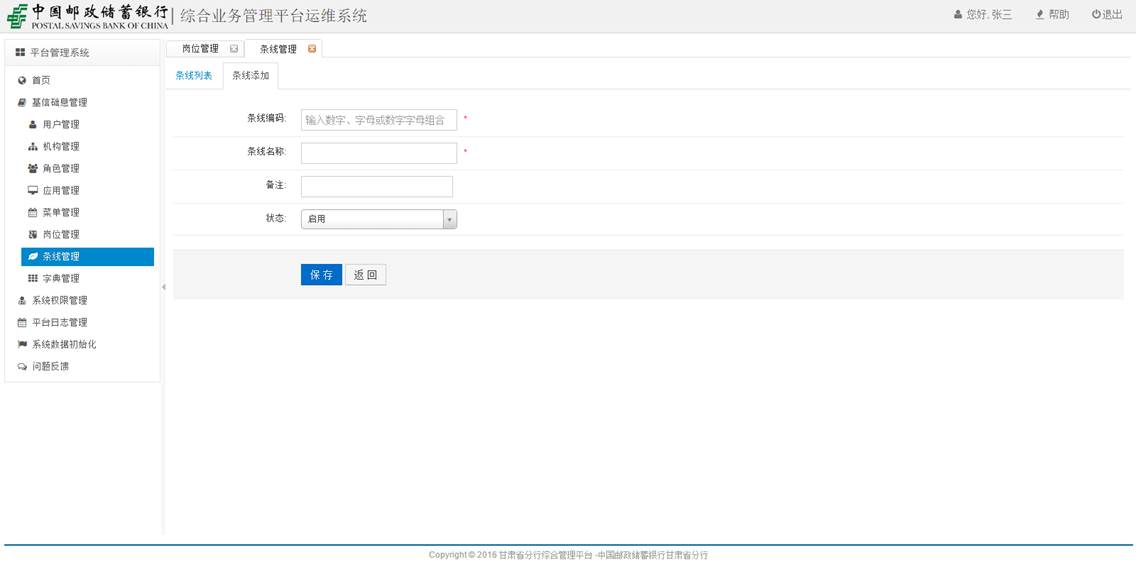 中国邮政储蓄银行 | 综合业务管理平台运维系统
POSTAL SAVINGS BANK OF CHINA
您好, 张三 帮助 退出
平台管理系统
首页
基信础息管理
用户管理
机构管理
角色管理
应用管理
菜单管理
岗位管理
条线管理
字典管理
系统权限管理
平台日志管理
系统数据初始化
问题反馈
岗位管理 条线管理
条线列表 条线添加
条线编码: 输入数字、字母或数字字母组合 *
条线名称: *
备注:
状态: 启用
保 存 返 回
Copyright © 2016 甘肃省分行综合管理平台 -中国邮政储蓄银行甘肃省分行